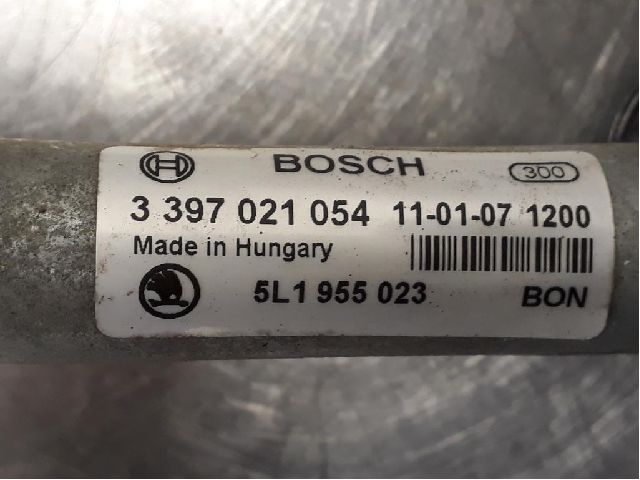 BOSCH 300
3 397 021 054 11-01-07 1200
Made in Hungary
5L1 955 023 BON